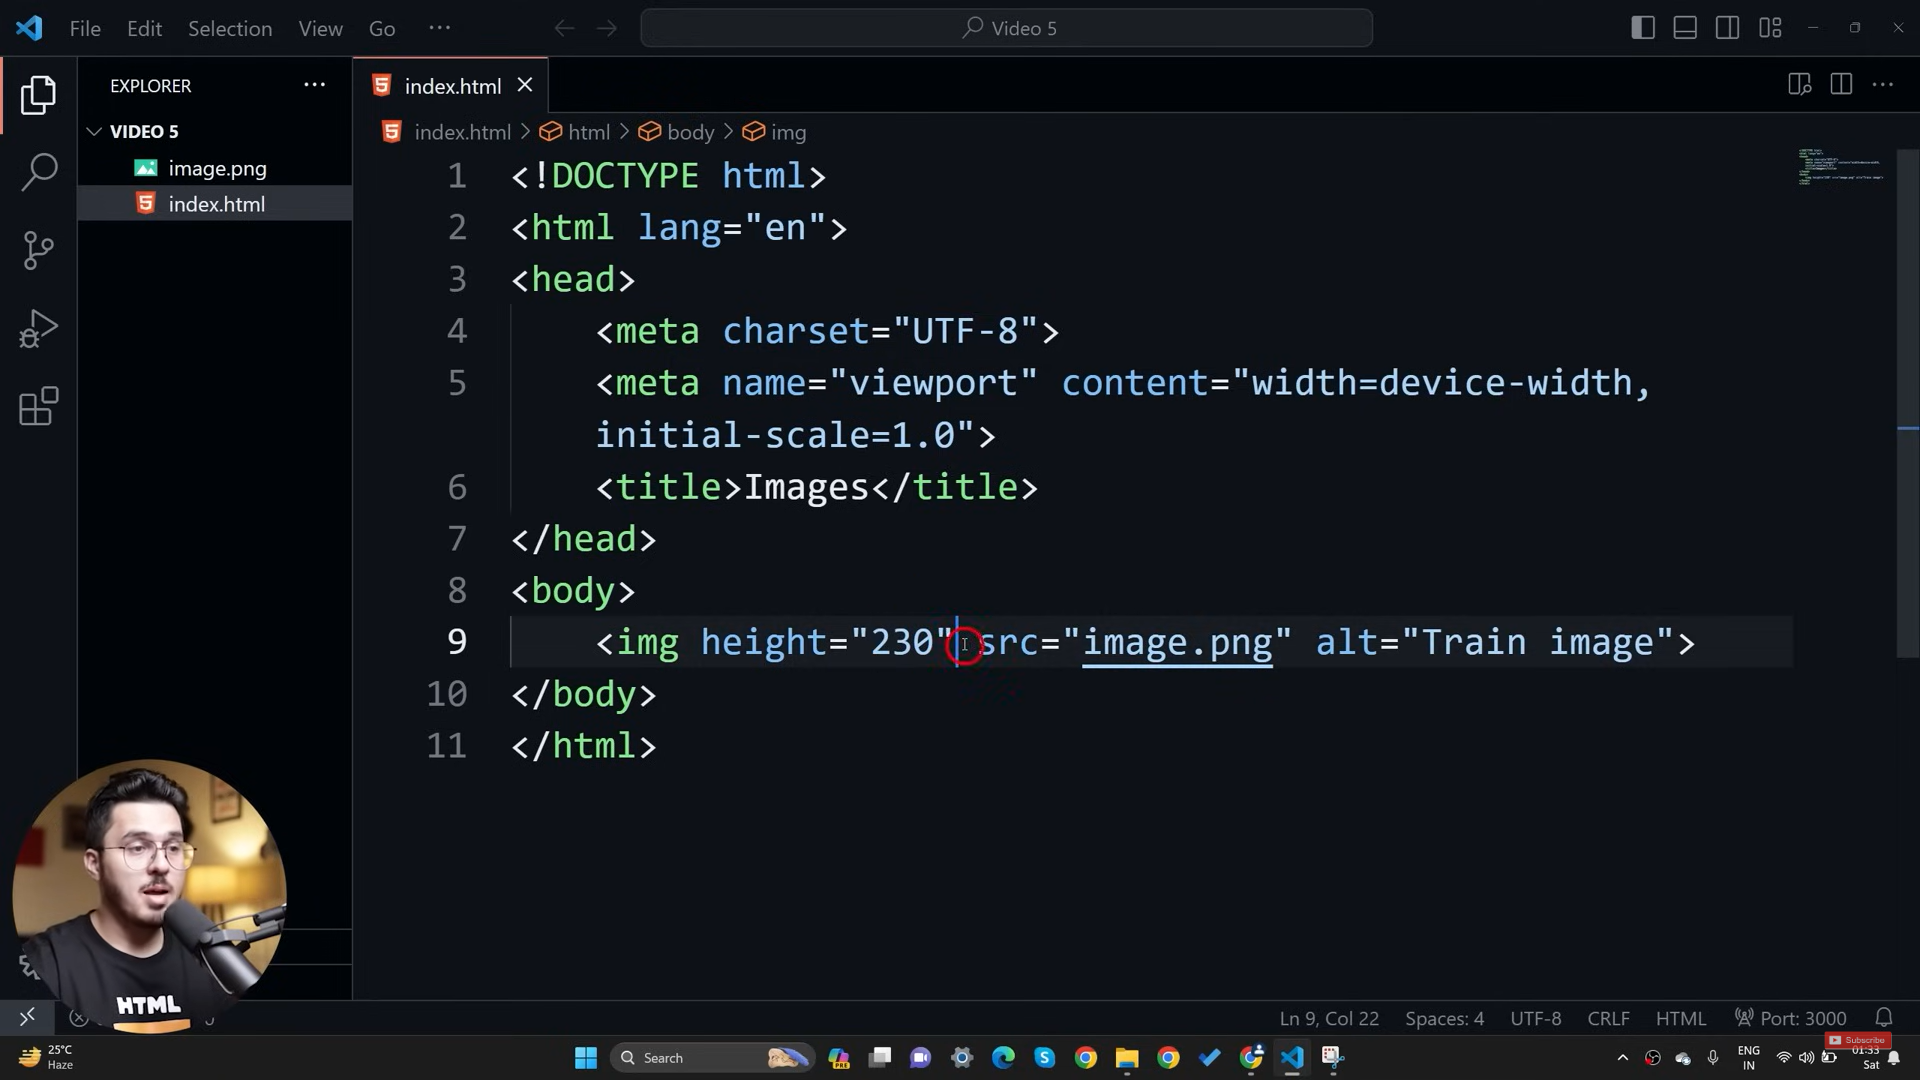 File Edit Selection View Go ··· Video 5
EXPLORER ···
VIDEO 5
image.png
index.html
index.html
index.html > html > body > img
1 <!DOCTYPE html>
2 <html lang="en">
3 <head>
4 <meta charset="UTF-8">
5 <meta name="viewport" content="width=device-width,
initial-scale=1.0">
6 <title>Images</title>
7 </head>
8 <body>
9 <img height="230" src="image.png" alt="Train image">
10 </body>
11 </html>
HTML
Ln 9, Col 22 Spaces: 4 UTF-8 CRLF HTML Port: 3000
Subscribe
25°C
Haze
Search
PRE
ENG
IN
01:33
Sat